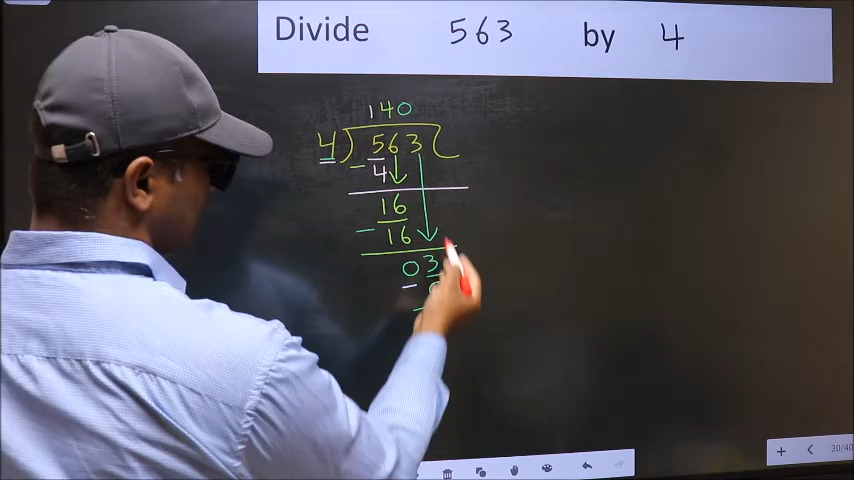 Divide 563 by 4
140
4) 563 (
- 4
16
- 16
03
-
+ < 30/40